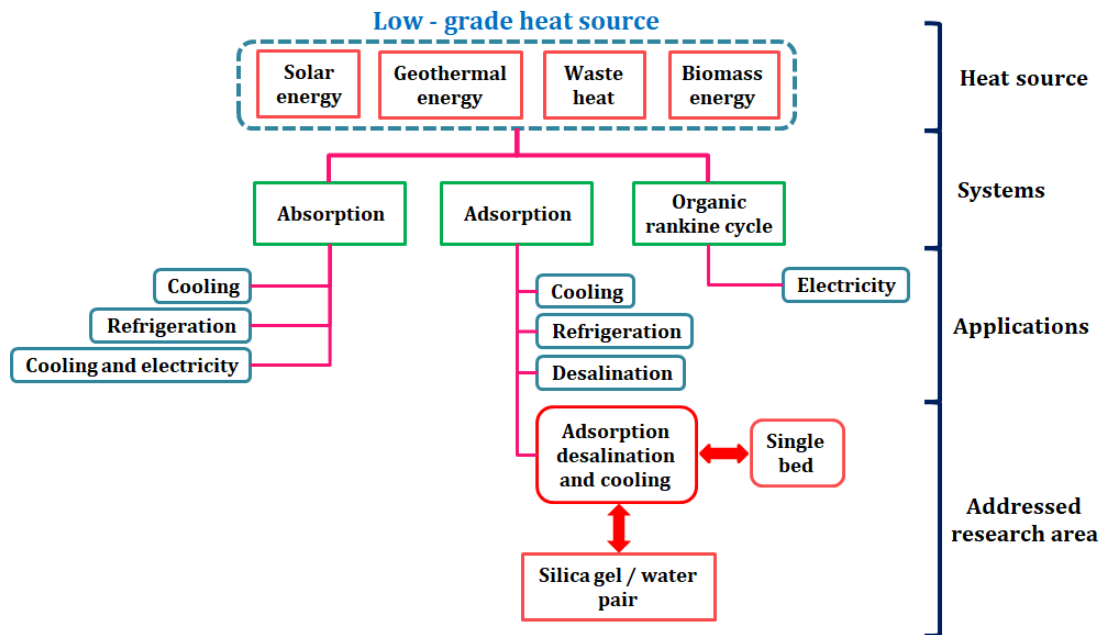 Low - grade heat source
Solar
energy
Geothermal
energy
Waste
heat
Biomass
energy
Heat source
Absorption
Adsorption
Organic
rankine cycle
Systems
Cooling
Refrigeration
Cooling and electricity
Cooling
Refrigeration
Desalination
Electricity
Applications
Adsorption
desalination
and cooling
Single
bed
Silica gel / water
pair
Addressed
research area